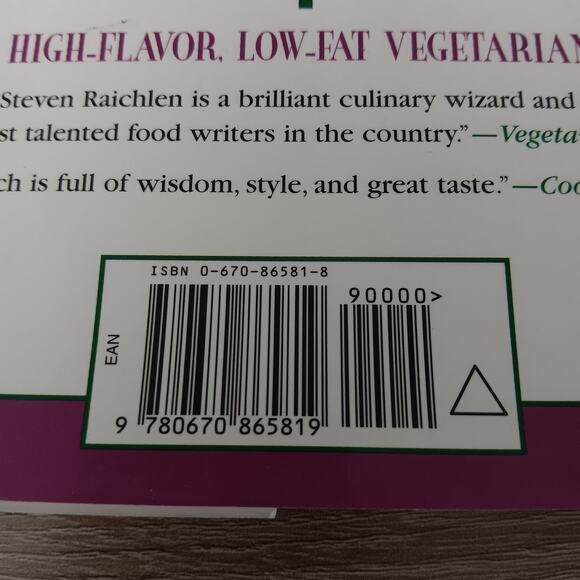 HIGH-FLAVOR, LOW-FAT VEGETARIAN
Steven Raichlen is a brilliant culinary wizard and
st talented food writers in the country."—Vegeta
ch is full of wisdom, style, and great taste."—Coo
ISBN 0-670-86581-8
90000>
EAN
9 780670 865819